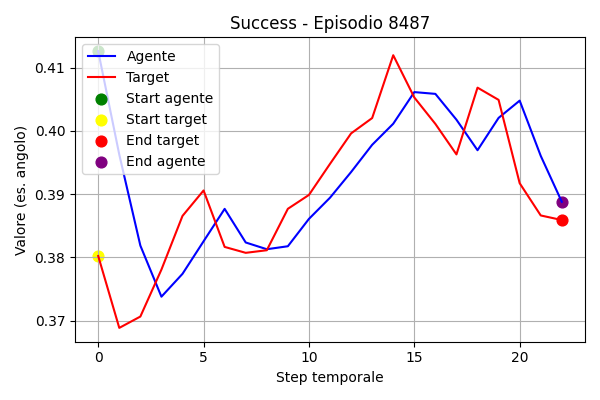 Success - Episodio 8487
Valore (es. angolo)
0.41
0.40
0.39
0.38
0.37
Agente
Target
Start agente
Start target
End target
End agente
0
5
10
15
20
Step temporale